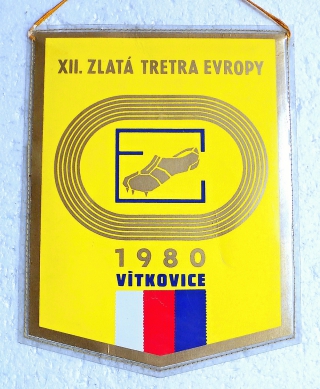 XII. ZLATÁ TRETRA EVROPY
1980
VÍTKOVICE